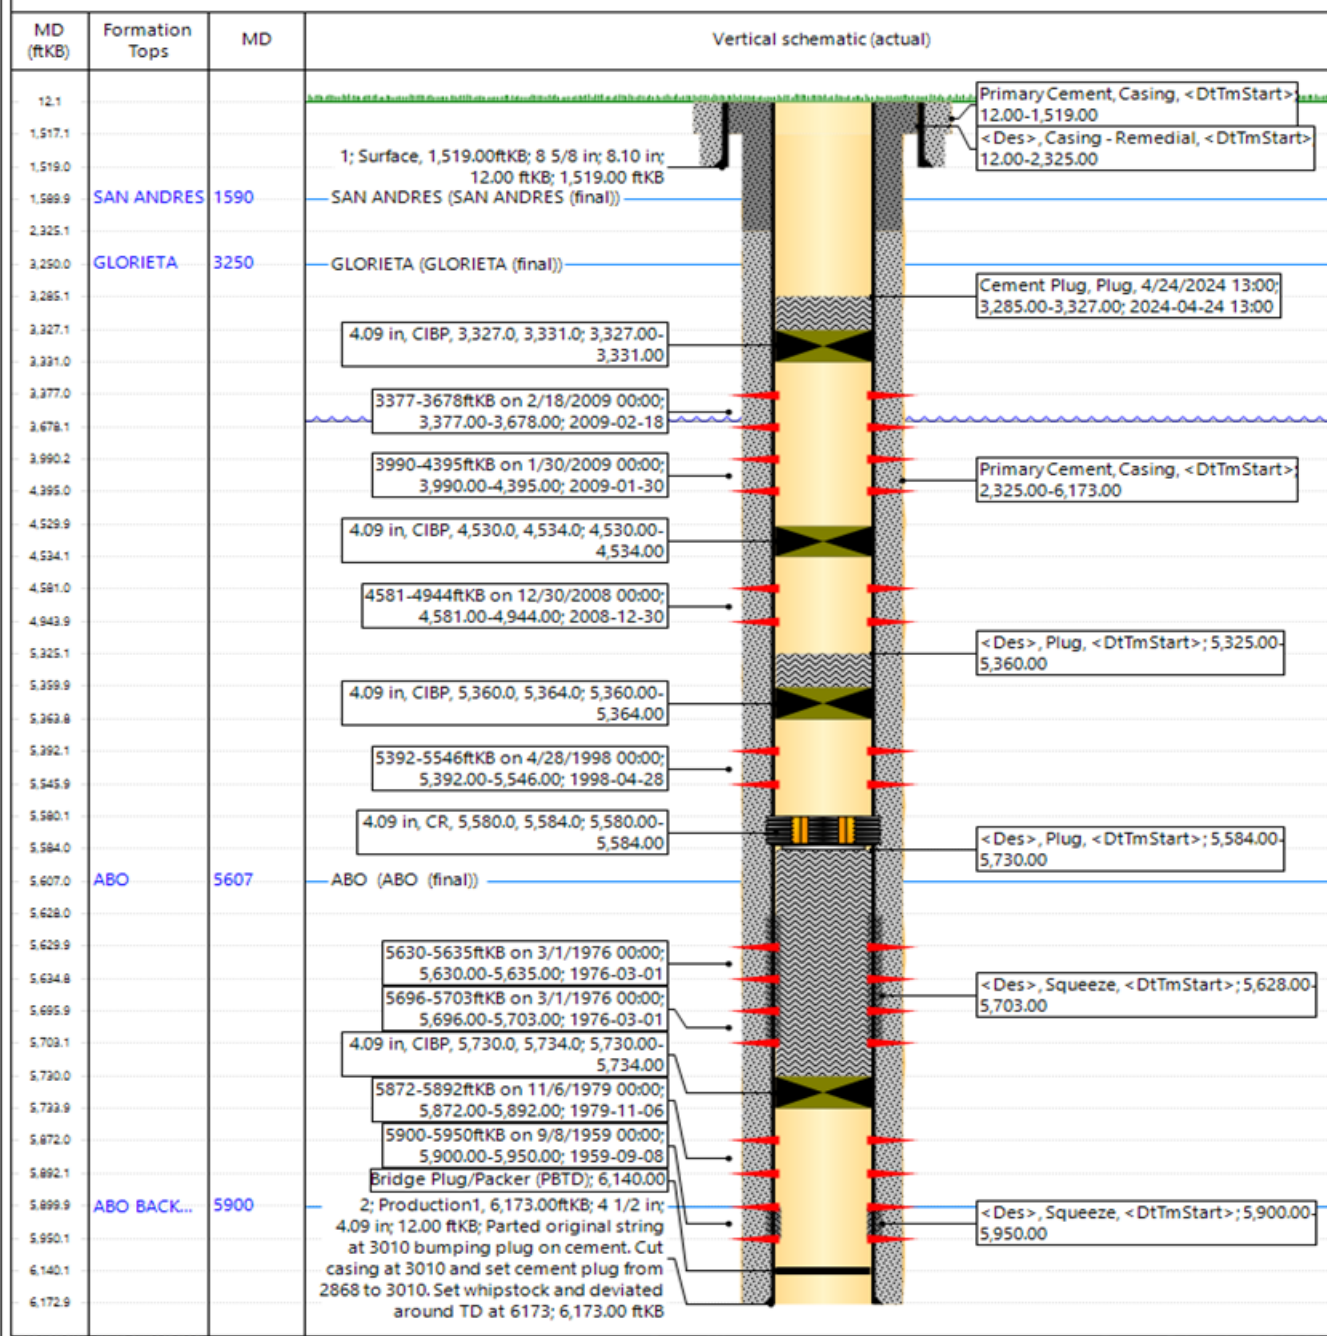 MD
(ftKB)
Formation
Tops
MD
Vertical schematic (actual)
12.1
1,517.1
1,519.0
1,589.9
2,325.1
3,250.0
3,285.1
3,327.1
3,331.0
3,377.0
3,678.1
3,990.2
4,395.0
4,529.9
4,534.1
4,581.0
4,943.9
5,325.1
5,359.9
5,363.8
5,392.1
5,545.9
5,580.1
5,584.0
5,607.0
5,628.0
5,629.9
5,634.8
5,695.9
5,703.1
5,730.0
5,733.9
5,872.0
5,892.1
5,899.9
5,950.1
6,140.1
6,172.9
SAN ANDRES 1590
GLORIETA 3250
ABO 5607
ABO BACK... 5900
1; Surface, 1,519.00ftKB; 8 5/8 in; 8.10 in;
12.00 ftKB; 1,519.00 ftKB
SAN ANDRES (SAN ANDRES (final))
GLORIETA (GLORIETA (final))
4.09 in, CIBP, 3,327.0, 3,331.0; 3,327.00-
3,331.00
3377-3678ftKB on 2/18/2009 00:00;
3,377.00-3,678.00; 2009-02-18
3990-4395ftKB on 1/30/2009 00:00;
3,990.00-4,395.00; 2009-01-30
4.09 in, CIBP, 4,530.0, 4,534.0; 4,530.00-
4,534.00
4581-4944ftKB on 12/30/2008 00:00;
4,581.00-4,944.00; 2008-12-30
4.09 in, CIBP, 5,360.0, 5,364.0; 5,360.00-
5,364.00
5392-5546ftKB on 4/28/1998 00:00;
5,392.00-5,546.00; 1998-04-28
4.09 in, CR, 5,580.0, 5,584.0; 5,580.00-
5,584.00
ABO (ABO (final))
5630-5635ftKB on 3/1/1976 00:00;
5,630.00-5,635.00; 1976-03-01
5696-5703ftKB on 3/1/1976 00:00;
5,696.00-5,703.00; 1976-03-01
4.09 in, CIBP, 5,730.0, 5,734.0; 5,730.00-
5,734.00
5872-5892ftKB on 11/6/1979 00:00;
5,872.00-5,892.00; 1979-11-06
5900-5950ftKB on 9/8/1959 00:00;
5,900.00-5,950.00; 1959-09-08
Bridge Plug/Packer (PBTD); 6,140.00
2; Production1, 6,173.00ftKB; 4 1/2 in;
4.09 in; 12.00 ftKB; Parted original string
at 3010 bumping plug on cement. Cut
casing at 3010 and set cement plug from
2868 to 3010. Set whipstock and deviated
around TD at 6173; 6,173.00 ftKB
Primary Cement, Casing, <DtTmStart>;
12.00-1,519.00
<Des>, Casing - Remedial, <DtTmStart>;
12.00-2,325.00
Cement Plug, Plug, 4/24/2024 13:00;
3,285.00-3,327.00; 2024-04-24 13:00
Primary Cement, Casing, <DtTmStart>;
2,325.00-6,173.00
<Des>, Plug, <DtTmStart>; 5,325.00-
5,360.00
<Des>, Plug, <DtTmStart>; 5,584.00-
5,730.00
<Des>, Squeeze, <DtTmStart>; 5,628.00-
5,703.00
<Des>, Squeeze, <DtTmStart>; 5,900.00-
5,950.00